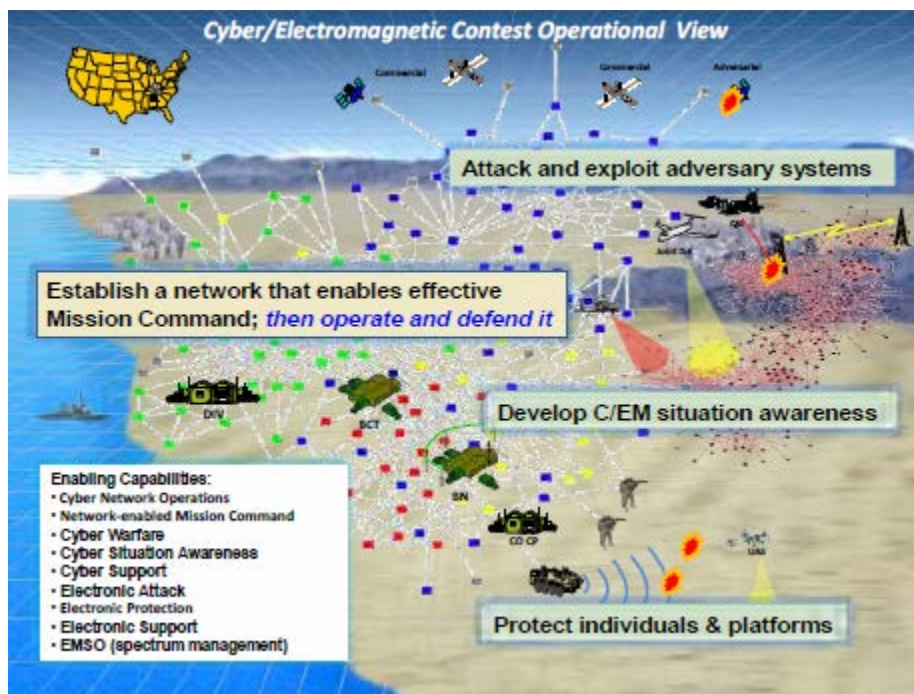 Cyber/Electromagnetic Contest Operational View
Commercial
Commercial
Adversarial
Attack and exploit adversary systems
Establish a network that enables effective
Mission Command; then operate and defend it
DIV
BCT
Develop C/EM situation awareness
BN
CO CP
UAS
Enabling Capabilities:
• Cyber Network Operations
• Network-enabled Mission Command
• Cyber Warfare
• Cyber Situation Awareness
• Cyber Support
• Electronic Attack
• Electronic Protection
• Electronic Support
• EMSO (spectrum management)
Protect individuals & platforms